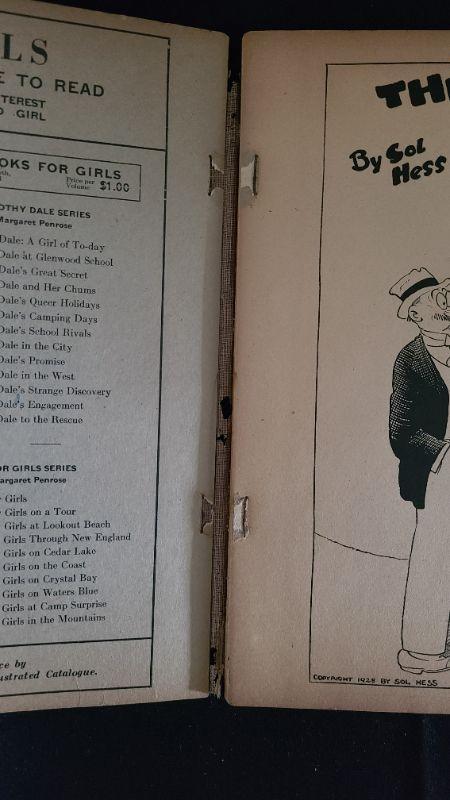 LS
E TO READ
TEREST
D GIRL
OKS FOR GIRLS
Price per
Volume $1.00
OTHY DALE SERIES
Margaret Penrose
Dale: A Girl of To-day
Dale at Glenwood School
Dale's Great Secret
Dale and Her Chums
Dale's Queer Holidays
Dale's Camping Days
Dale's School Rivals
Dale in the City
Dale's Promise
Dale in the West
Dale's Strange Discovery
Dale's Engagement
Dale to the Rescue
OR GIRLS SERIES
argaret Penrose
Girls
Girls on a Tour
Girls at Lookout Beach
Girls Through New England
Girls on Cedar Lake
Girls on the Coast
Girls on Crystal Bay
Girls on Waters Blue
Girls at Camp Surprise
Girls in the Mountains
ce by
ustrated Catalogue.
TH
By Sol
Hess
COPYRIGHT 1928 BY SOL HESS